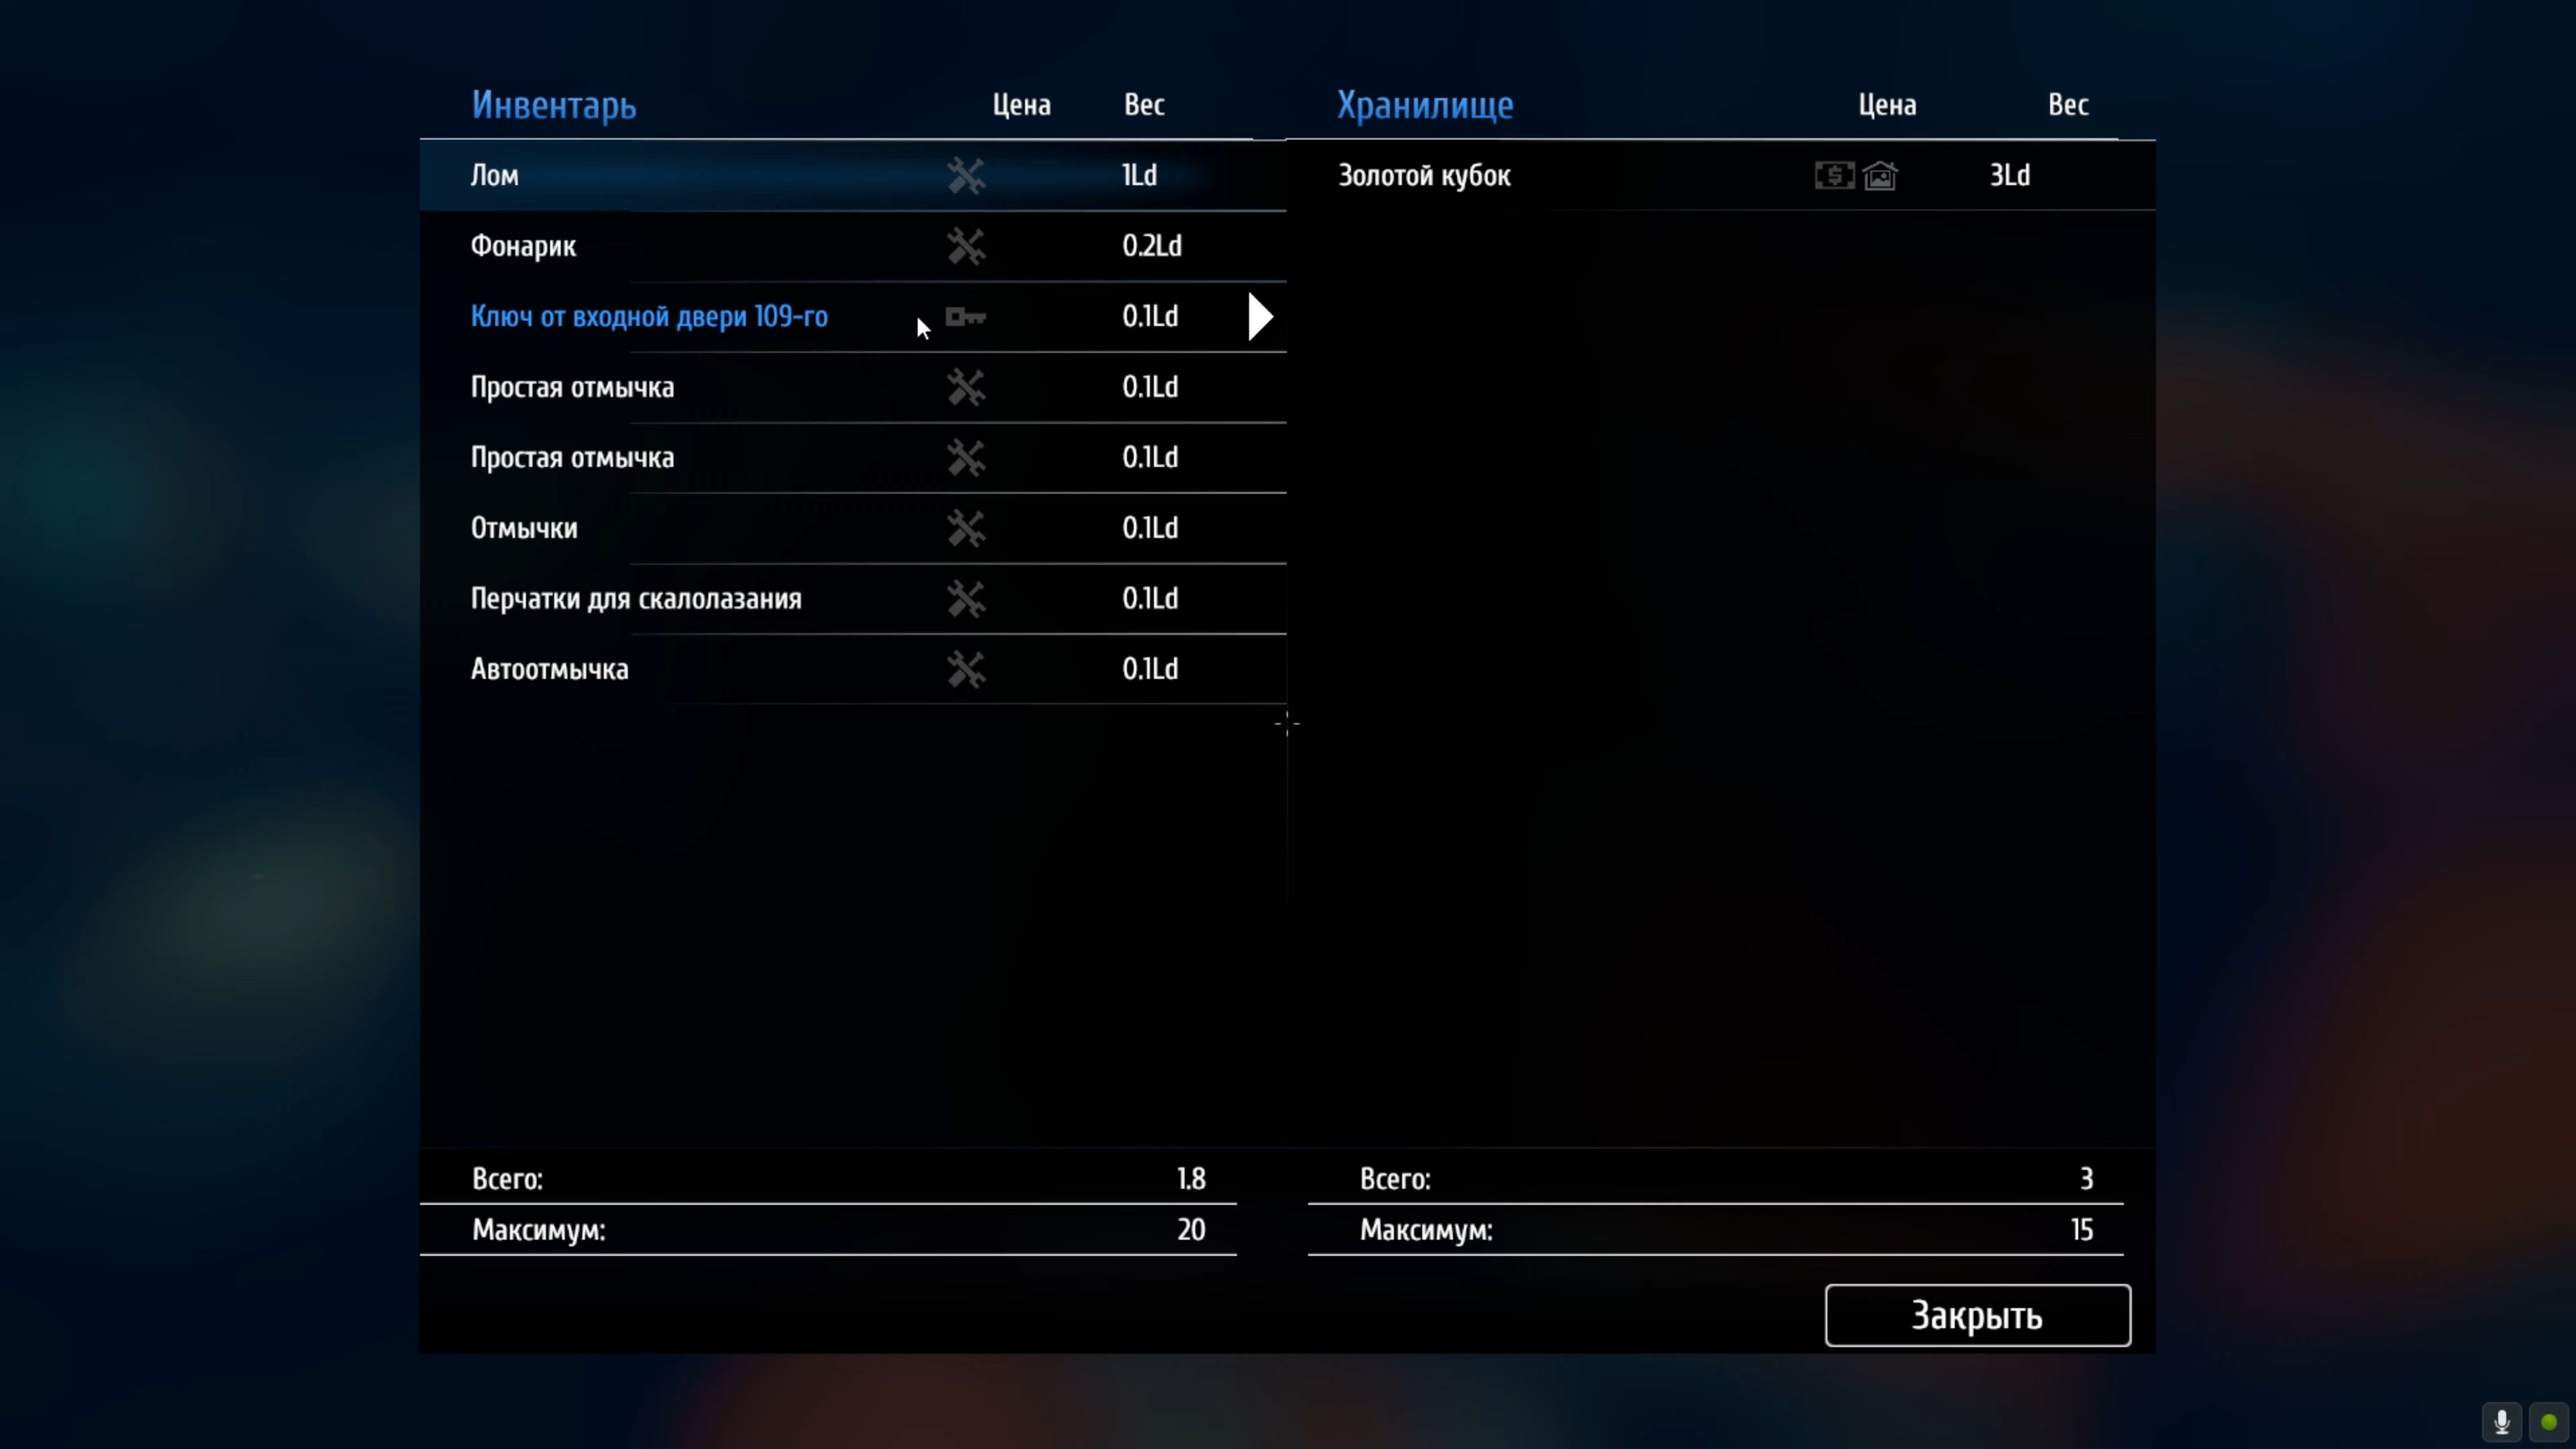 Инвентарь Цена Вес Хранилище Цена Вес
Лом 1Ld Золотой кубок 3Ld
Фонарик 0.2Ld
Ключ от входной двери 109-го 0.1Ld
Простая отмычка 0.1Ld
Простая отмычка 0.1Ld
Отмычки 0.1Ld
Перчатки для скалолазания 0.1Ld
Автоотмычка 0.1Ld
Всего: 1.8 Всего: 3
Максимум: 20 Максимум: 15
Закрыть